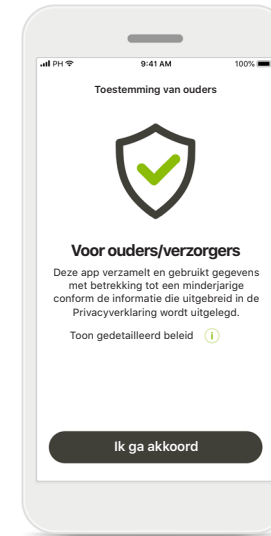 PH 9:41 AM 100%
Toestemming van ouders
Voor ouders/verzorgers
Deze app verzamelt en gebruikt gegevens
met betrekking tot een minderjarige
conform de informatie die uitgebreid in de
Privacyverklaring wordt uitgelegd.
Toon gedetailleerd beleid i
Ik ga akkoord